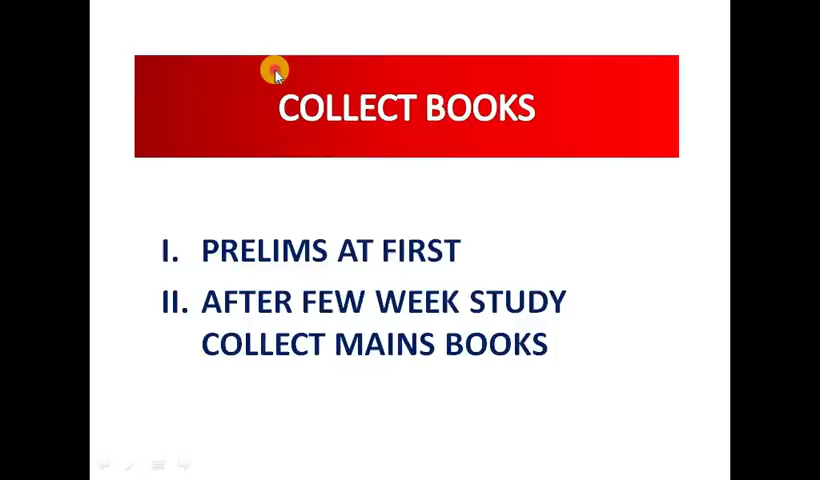 COLLECT BOOKS
I. PRELIMS AT FIRST
II. AFTER FEW WEEK STUDY
COLLECT MAINS BOOKS